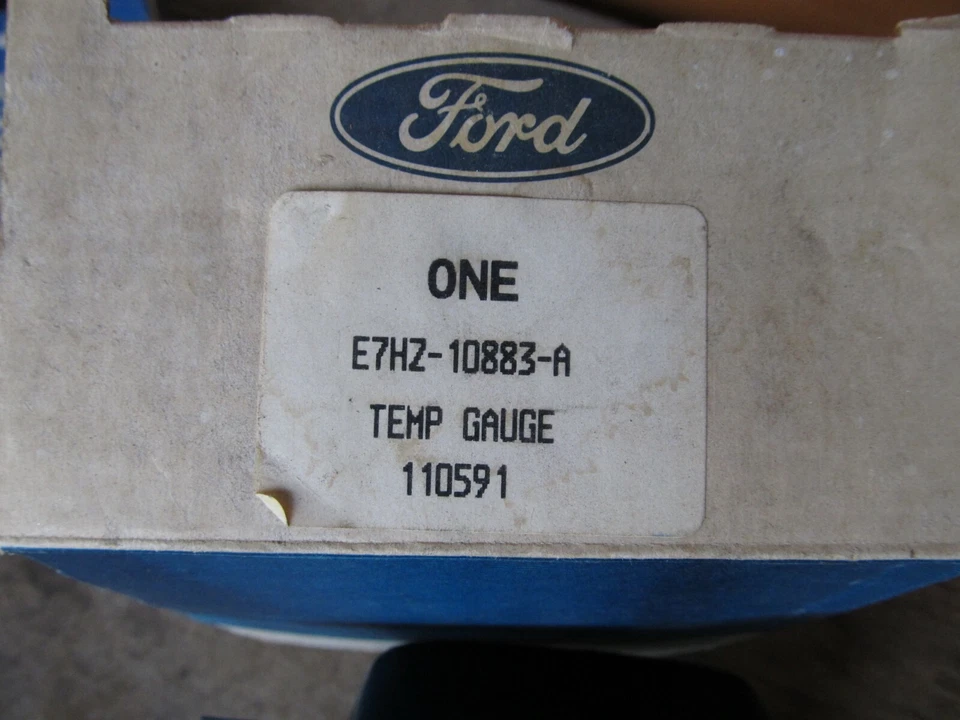 Ford
ONE
E7HZ-10883-A
TEMP GAUGE
110591